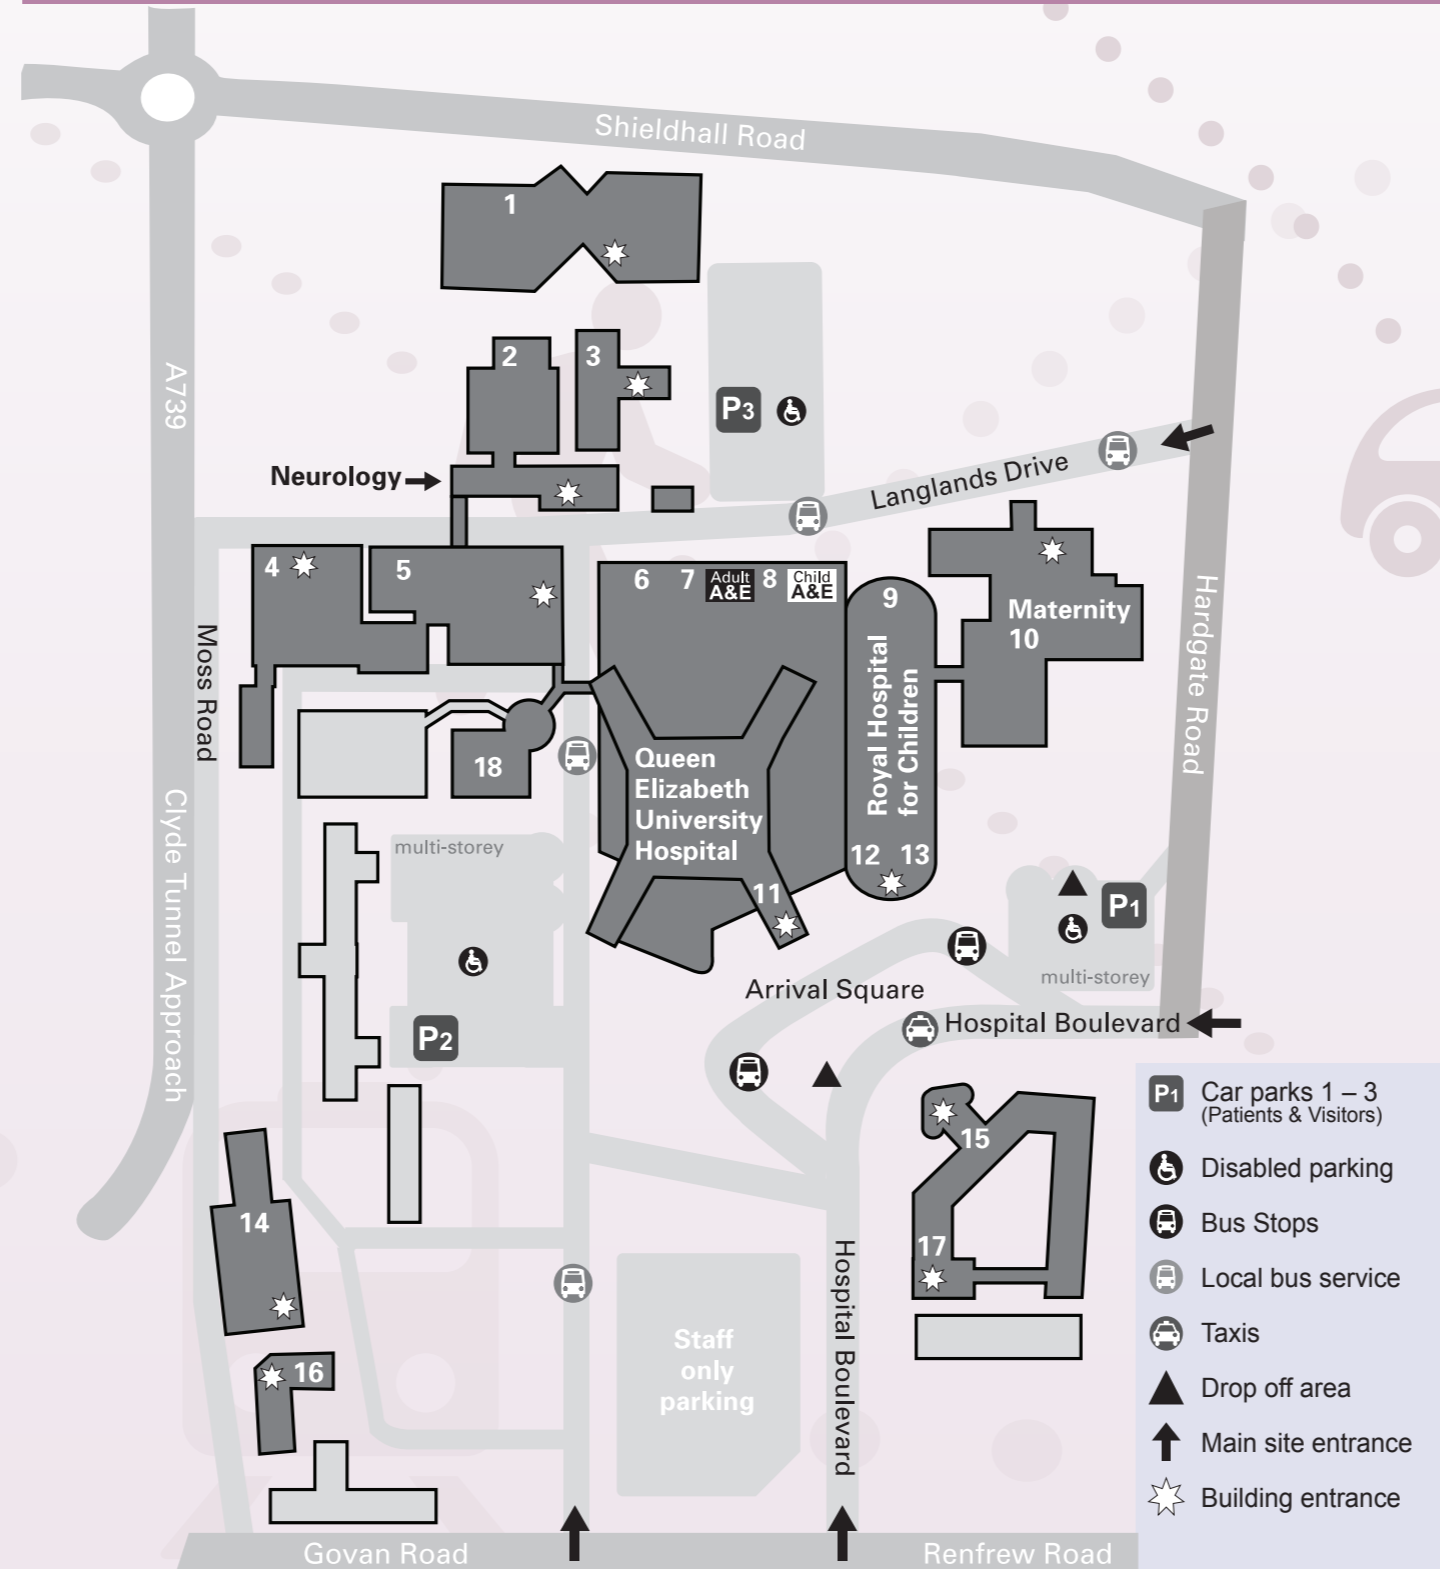 Shieldhall Road
1
A739
2
3
P3
Neurology
Langlands Drive
4
5
6
7
Adult
A&E
8
Child
A&E
9
Maternity
10
Hardgate Road
Moss Road
Royal Hospital
for Children
18
Queen
Elizabeth
University
Hospital
Clyde Tunnel Approach
multi-storey
12
13
11
P1
multi-storey
Arrival Square
Hospital Boulevard
P2
15
14
17
Hospital Boulevard
Staff
only
parking
16
Govan Road
Renfrew Road
P1
Car parks 1 – 3
(Patients & Visitors)
Disabled parking
Bus Stops
Local bus service
Taxis
Drop off area
Main site entrance
Building entrance